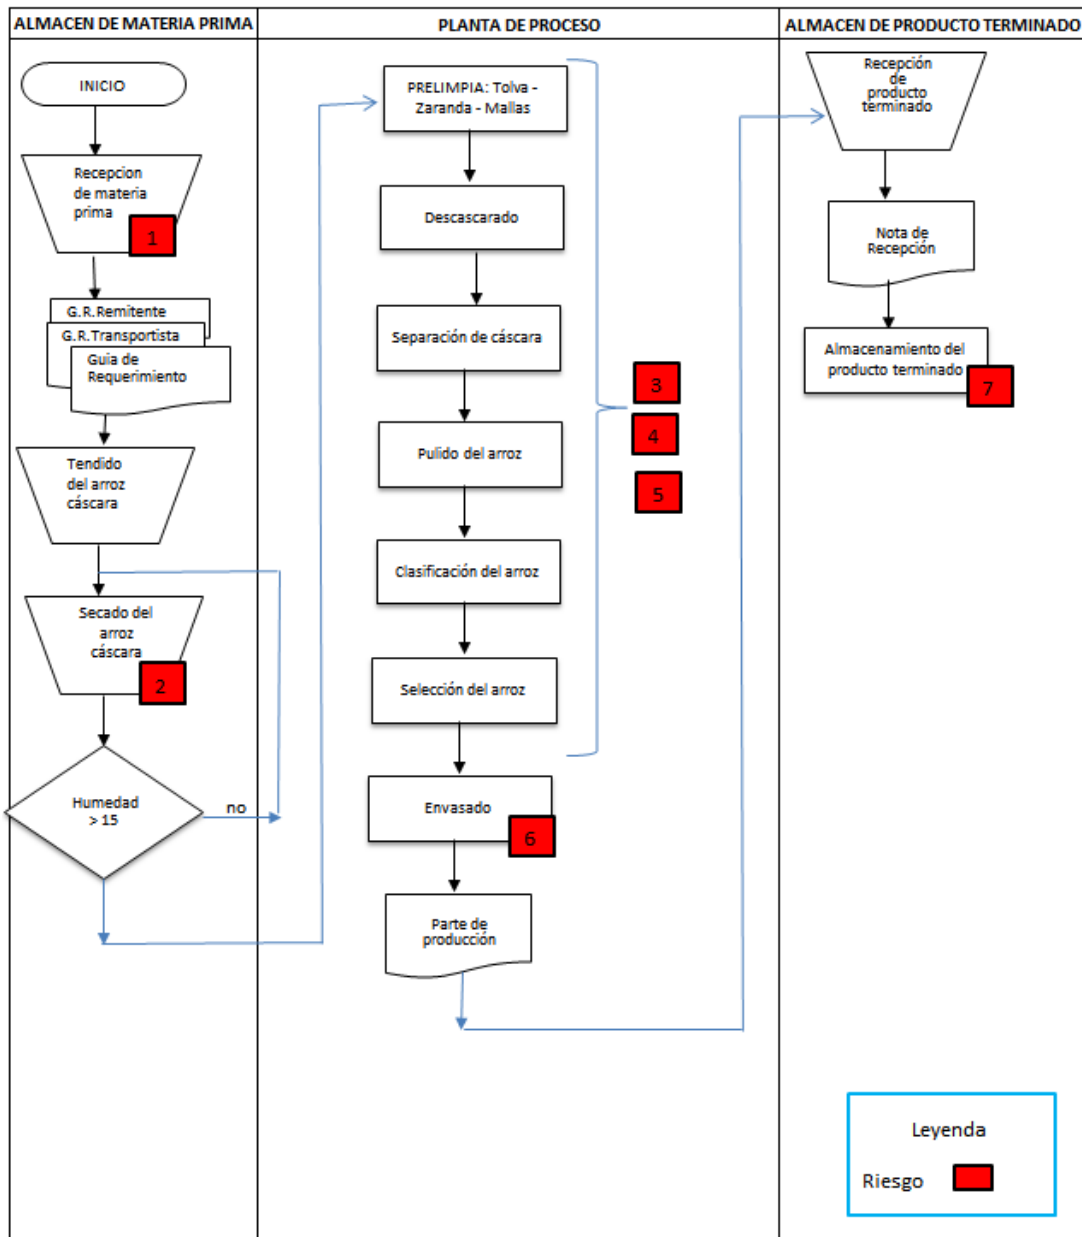 ALMACEN DE MATERIA PRIMA
INICIO
Recepcion
de materia
prima
1
G.R.Remitente
G.R.Transportista
Guia de
Requerimiento
Tendido
del arroz
cáscara
Secado del
arroz
cáscara
2
Humedad
> 15
no
PLANTA DE PROCESO
PRELIMPIA: Tolva -
Zaranda - Mallas
Descascarado
Separación de cáscara
Pulido del arroz
Clasificación del arroz
Selección del arroz
3
4
5
Envasado
6
Parte de
producción
ALMACEN DE PRODUCTO TERMINADO
Recepción
de
producto
terminado
Nota de
Recepción
Almacenamiento del
producto terminado
7
Leyenda
Riesgo